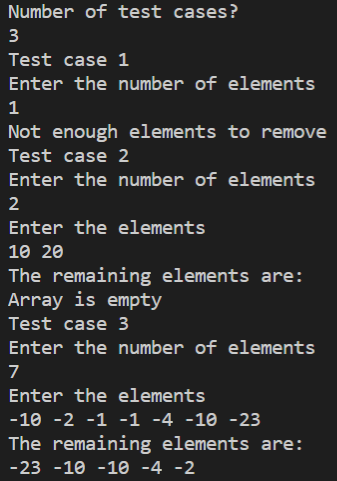 Number of test cases?
3
Test case 1
Enter the number of elements
1
Not enough elements to remove
Test case 2
Enter the number of elements
2
Enter the elements
10 20
The remaining elements are:
Array is empty
Test case 3
Enter the number of elements
7
Enter the elements
-10 -2 -1 -1 -4 -10 -23
The remaining elements are:
-23 -10 -10 -4 -2